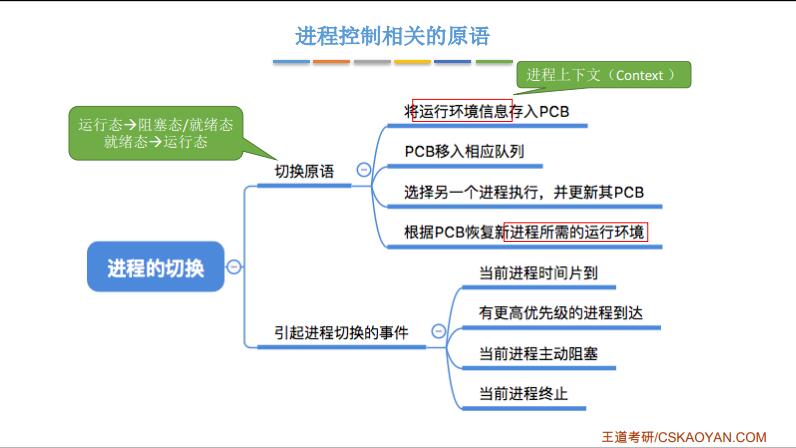 进程控制相关的原语
进程上下文（Context ）
运行态→阻塞态/就绪态
就绪态→运行态
将运行环境信息存入PCB
PCB移入相应队列
切换原语
选择另一个进程执行，并更新其PCB
根据PCB恢复新进程所需的运行环境
进程的切换
当前进程时间片到
有更高优先级的进程到达
引起进程切换的事件
当前进程主动阻塞
当前进程终止
王道考研/CSKAOYAN.COM